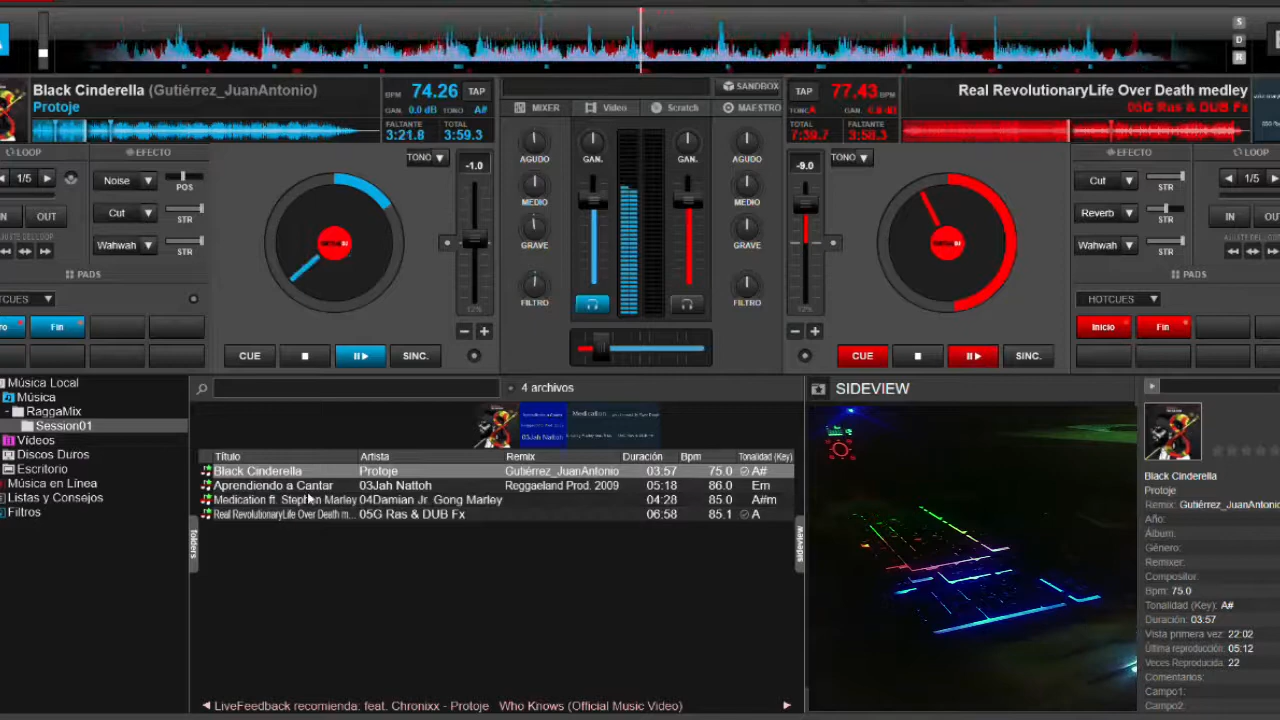 S
D
R
Black Cinderella (Gutiérrez_JuanAntonio)
Protoje
BPM 74.26 TAP
GAN. 0.0 dB TONO A#
FALTANTE TOTAL
3:21.8 3:59.3
SANDBOX
MIXER Video Scratch MAESTRO
TAP 77.43 BPM
TOTAL FALTANTE
7:39.7 3:58.3
Real RevolutionaryLife Over Death medley
05G Ras & DUB Fx
LOOP
1/5
IN OUT
EFECTO
Noise POS
Cut STR
Wahwah STR
PADS
TONO
-1.0
12%
AGUDO
MEDIO
GRAVE
FILTRO
GAN.
GAN.
AGUDO
MEDIO
GRAVE
FILTRO
-9.0
TONO
12%
EFECTO
Cut STR
Reverb STR
Wahwah STR
LOOP
1/5
IN
PADS
HOTCUES
Inicio Fin
Fin
CUE SINC.
CUE SINC.
Música Local
Música
RaggaMix
Session01
Vídeos
Discos Duros
Escritorio
Música en Línea
Listas y Consejos
Filtros
4 archivos
Título Artista Remix Duración Bpm Tonalidad (Key)
Black Cinderella Protoje Gutiérrez_JuanAntonio 03:57 75.0 A#
Aprendiendo a Cantar 03Jah Nattoh Reggaeland Prod. 2009 05:18 86.0 Em
Medication ft. Stephen Marley 04Damian Jr. Gong Marley 04:28 85.0 A#m
Real RevolutionaryLife Over Death m... 05G Ras & DUB Fx 06:58 85.1 A
folders
sideview
LiveFeedback recomienda: feat. Chronixx - Protoje Who Knows (Official Music Video)
SIDEVIEW
Black Cinderella
Protoje
Remix: Gutiérrez_JuanAntonio
Año:
Álbum:
Género:
Remixer:
Compositor:
Bpm: 75.0
Tonalidad (Key): A#
Duración: 03:57
Vista primera vez: 22:02
Última reproducción: 05:12
Veces Reproducida: 22
Comentarios:
Campo1:
Campo2: